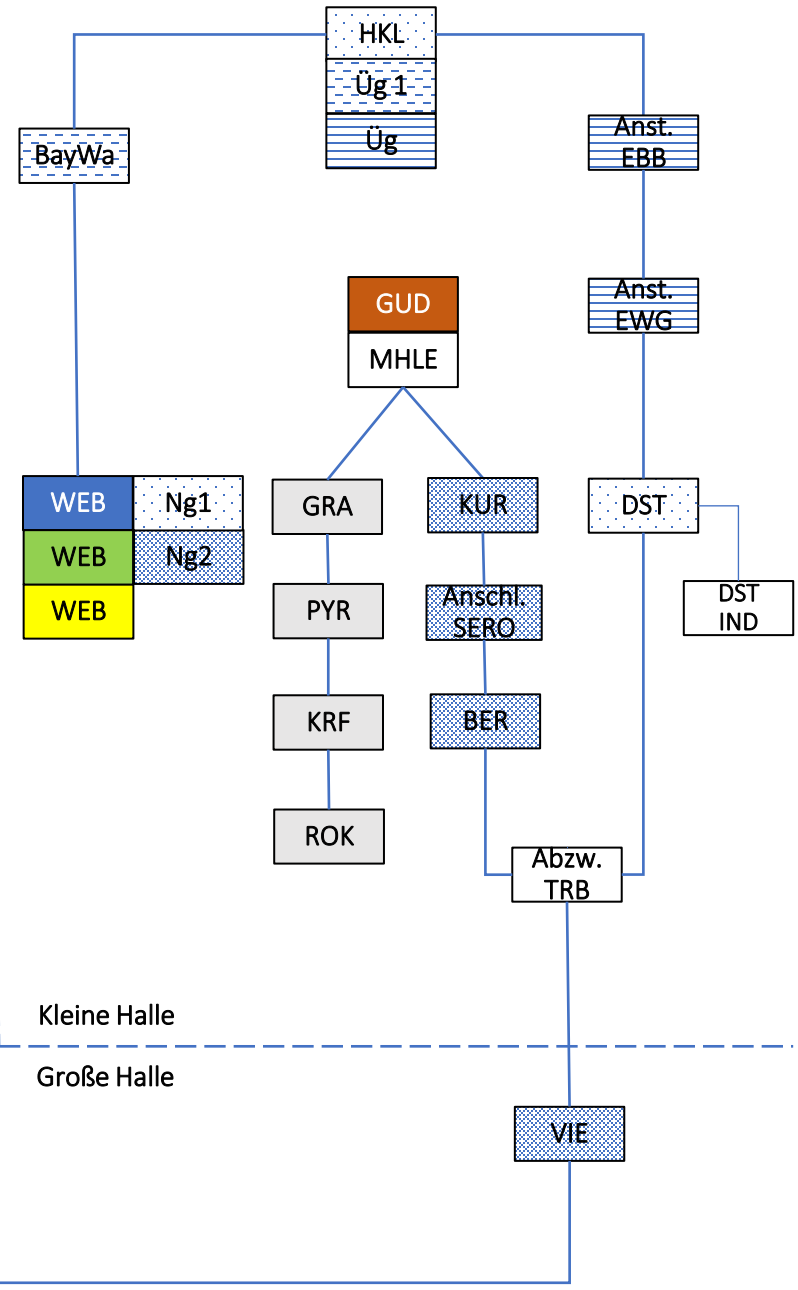 HKL
Üg 1
Üg
BayWa
Anst.
EBB
Anst.
EWG
GUD
MHLE
WEB
Ng1
WEB
Ng2
WEB
GRA
KUR
DST
DST
IND
PYR
Anschl.
SERO
KRF
BER
ROK
Abzw.
TRB
Kleine Halle
Große Halle
VIE